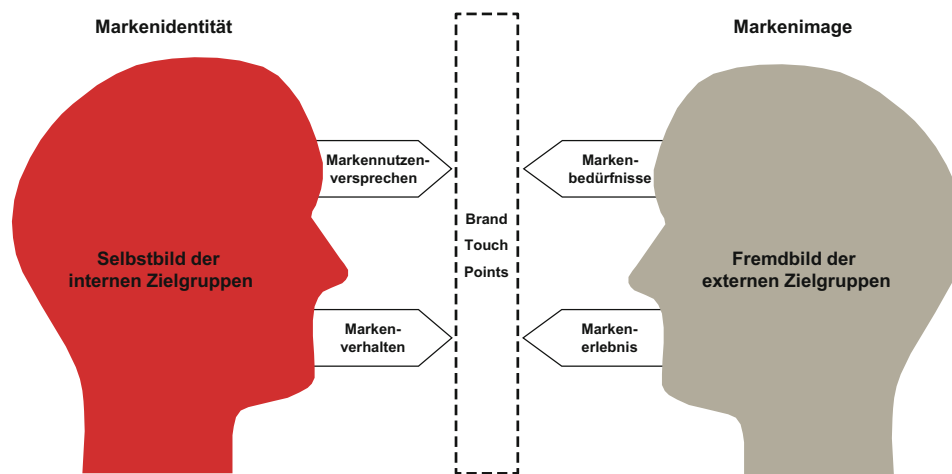 Markenidentität
Markenimage
Markennutzen-
versprechen
Marken-
bedürfnisse
Brand
Touch
Points
Selbstbild der
internen Zielgruppen
Fremdbild der
externen Zielgruppen
Marken-
verhalten
Marken-
erlebnis